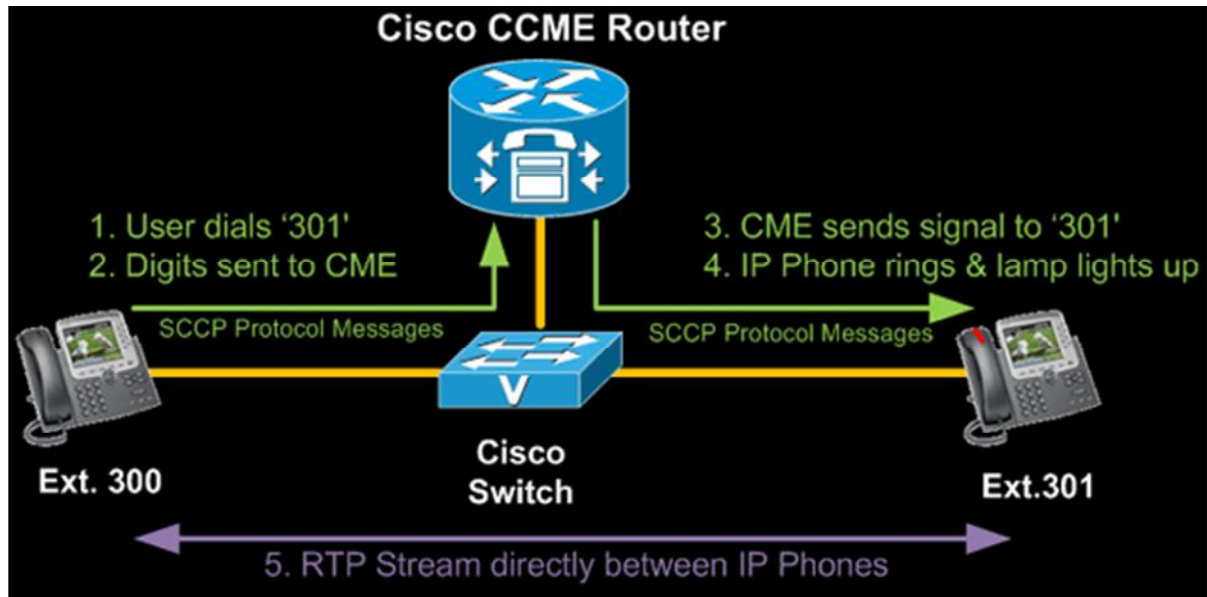 Cisco CCME Router
1. User dials ‘301'
2. Digits sent to CME
3. CME sends signal to ‘301'
4. IP Phone rings & lamp lights up
SCCP Protocol Messages
SCCP Protocol Messages
V
Cisco
Switch
Ext. 300
Ext.301
5. RTP Stream directly between IP Phones